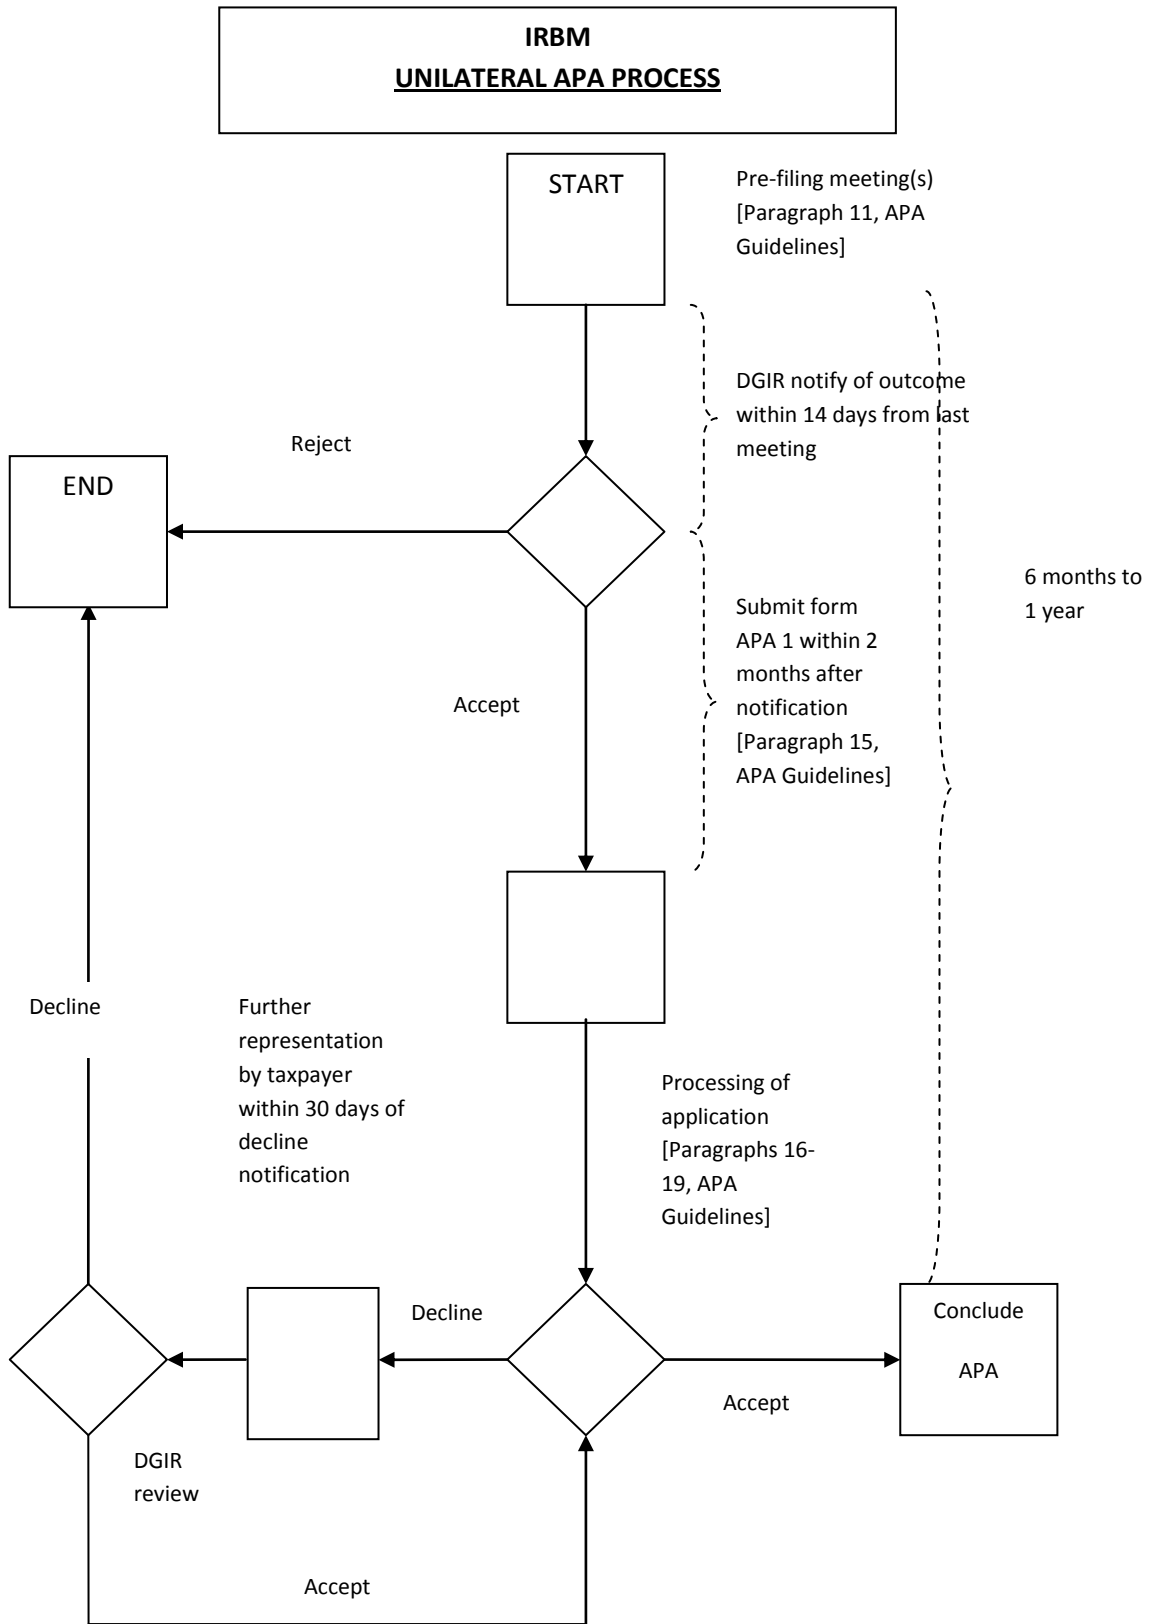 IRBM
UNILATERAL APA PROCESS
START
Pre-filing meeting(s)
[Paragraph 11, APA
Guidelines]
DGIR notify of outcome
within 14 days from last
meeting
Reject
END
6 months to
1 year
Submit form
APA 1 within 2
months after
notification
[Paragraph 15,
APA Guidelines]
Accept
Decline
Further
representation
by taxpayer
within 30 days of
decline
notification
Processing of
application
[Paragraphs 16-
19, APA
Guidelines]
Decline
Conclude
APA
Accept
DGIR
review
Accept